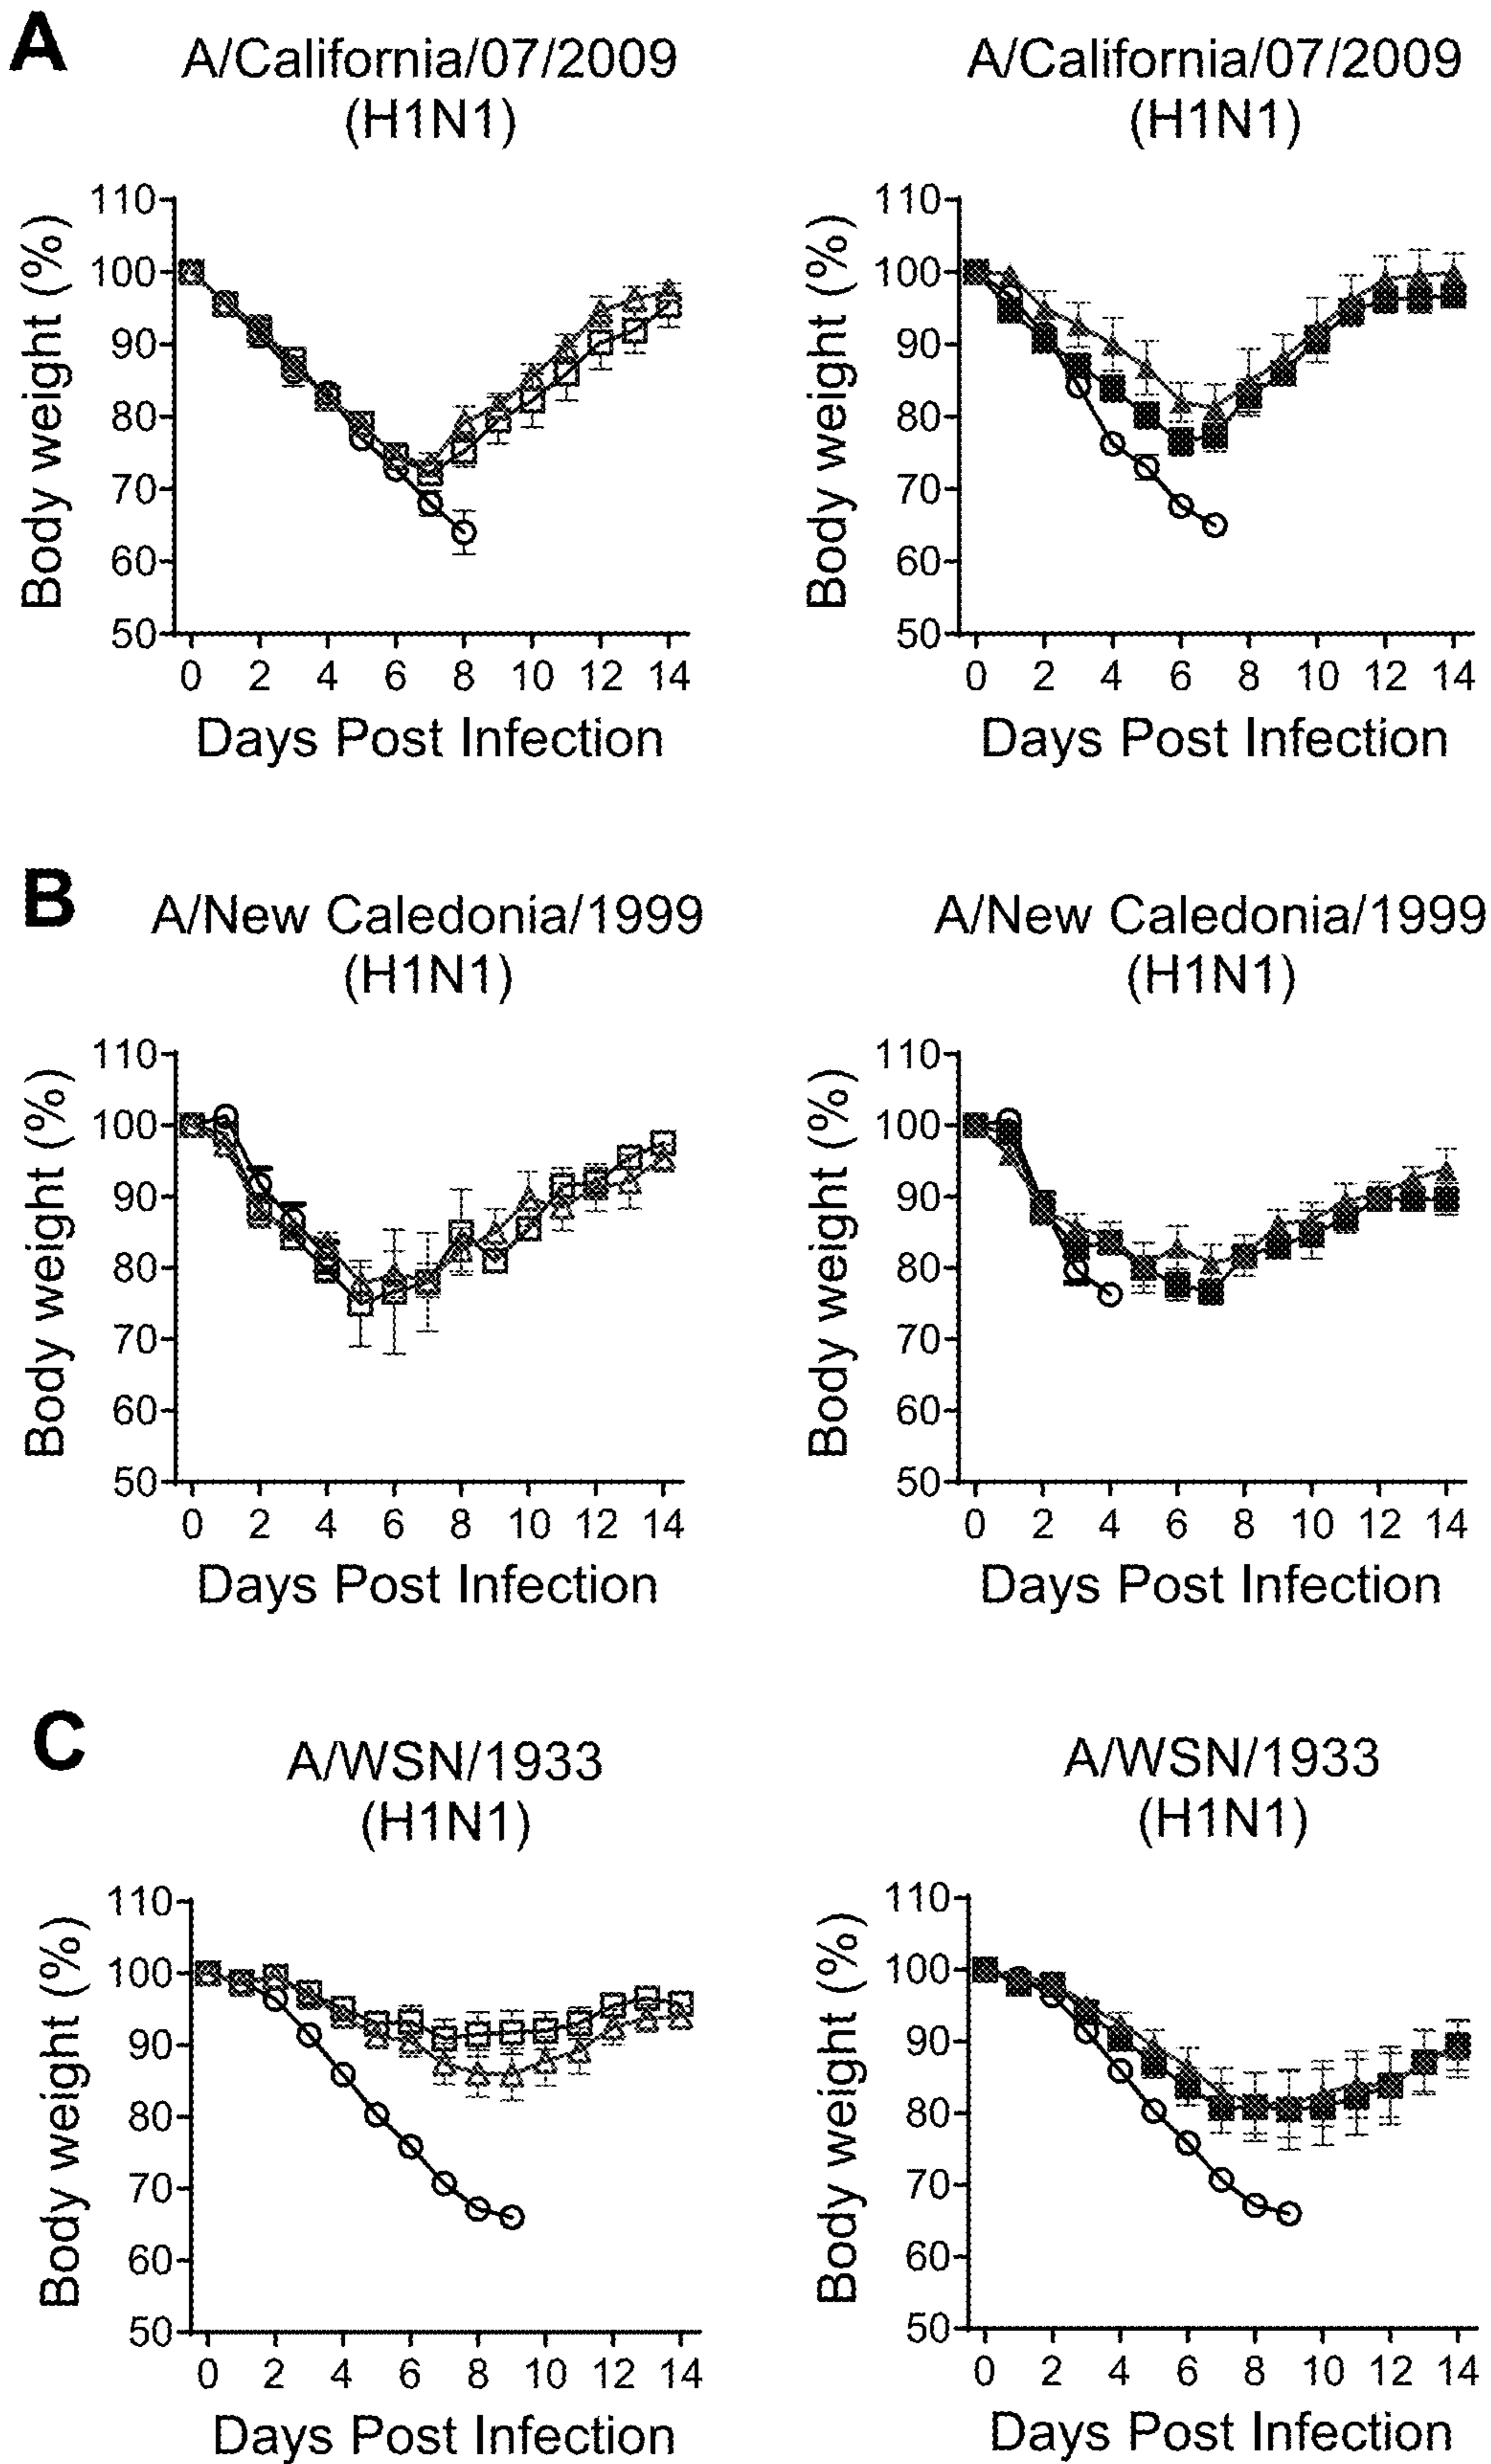 A
A/California/07/2009
(H1N1)
A/California/07/2009
(H1N1)
Body weight (%)
110
100
90
80
70
60
50
0 2 4 6 8 10 12 14
Days Post Infection
Body weight (%)
110
100
90
80
70
60
50
0 2 4 6 8 10 12 14
Days Post Infection
B
A/New Caledonia/1999
(H1N1)
A/New Caledonia/1999
(H1N1)
Body weight (%)
110
100
90
80
70
60
50
0 2 4 6 8 10 12 14
Days Post Infection
Body weight (%)
110
100
90
80
70
60
50
0 2 4 6 8 10 12 14
Days Post Infection
C
A/WSN/1933
(H1N1)
A/WSN/1933
(H1N1)
Body weight (%)
110
100
90
80
70
60
50
0 2 4 6 8 10 12 14
Days Post Infection
Body weight (%)
110
100
90
80
70
60
50
0 2 4 6 8 10 12 14
Days Post Infection